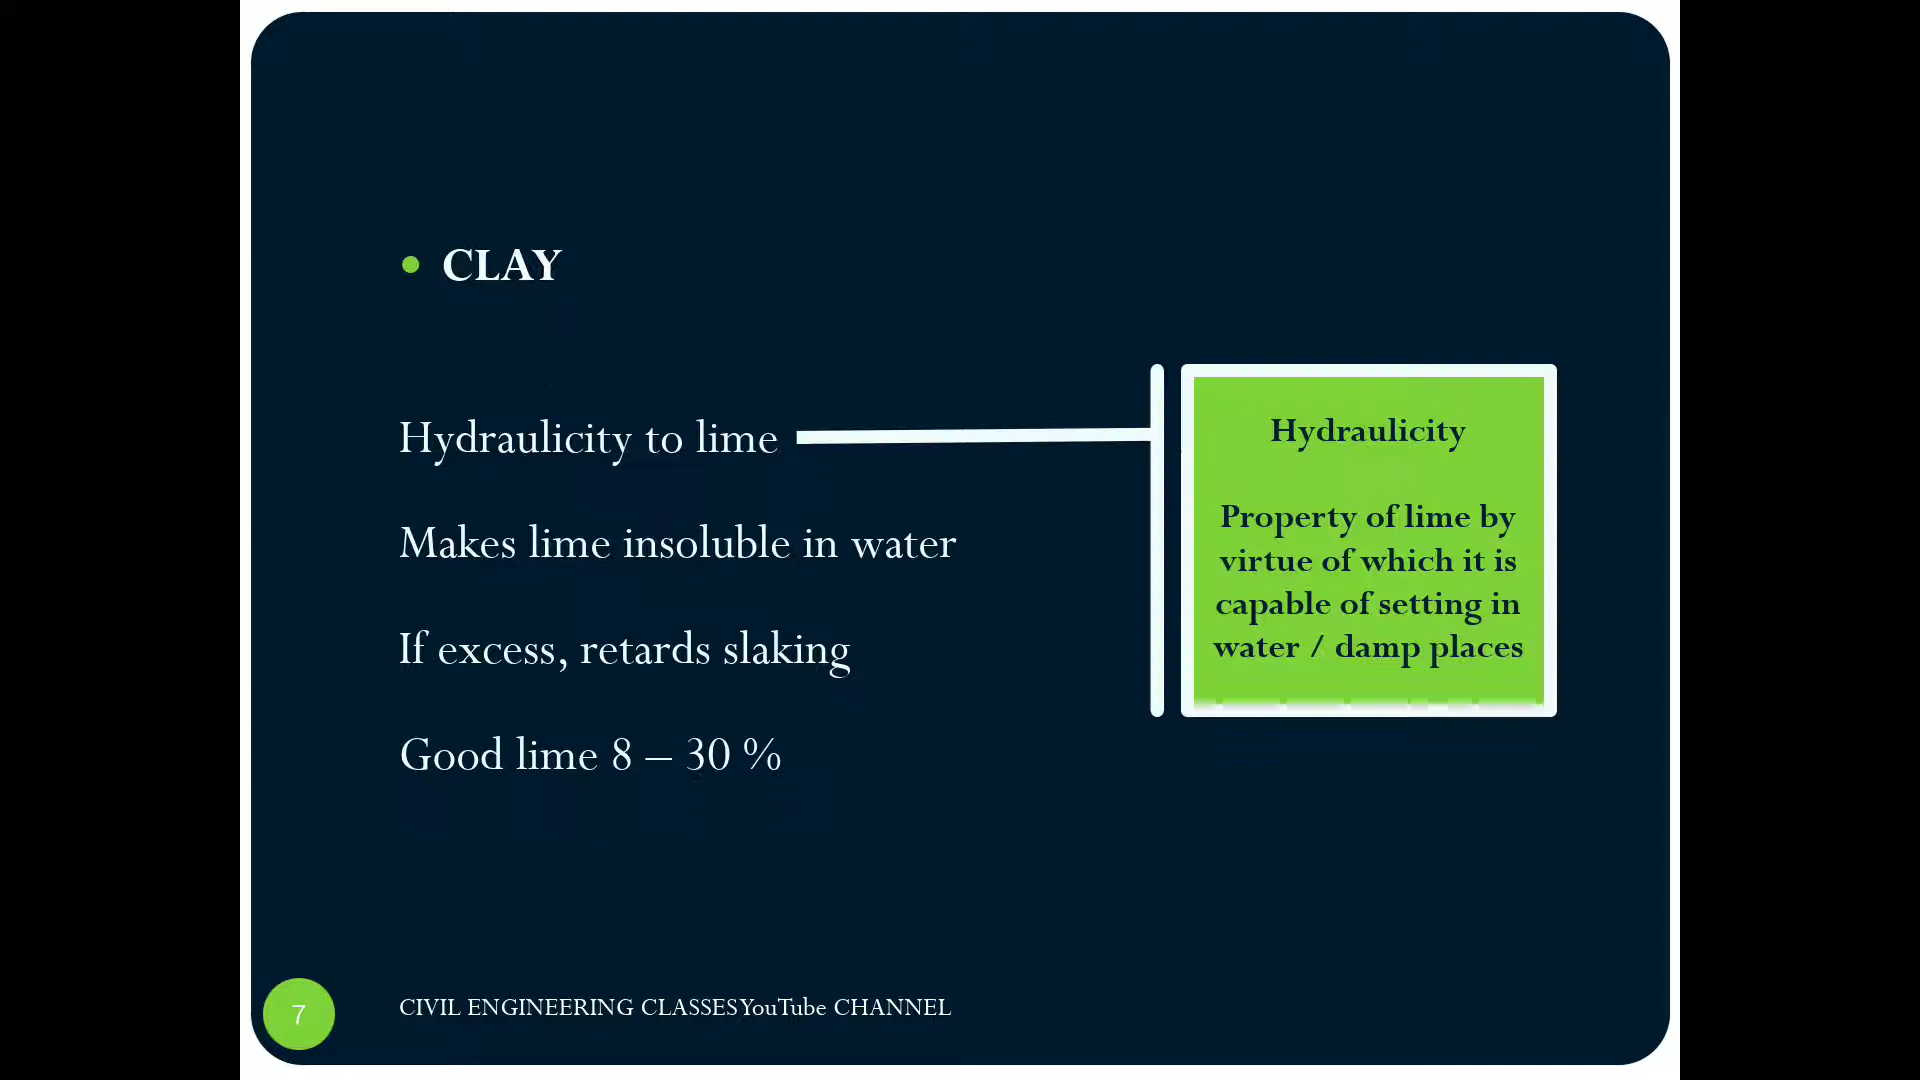 CLAY
Hydraulicity to lime
Makes lime insoluble in water
If excess, retards slaking
Good lime 8 – 30 %
Hydraulicity
Property of lime by
virtue of which it is
capable of setting in
water / damp places
7
CIVIL ENGINEERING CLASSES YouTube CHANNEL